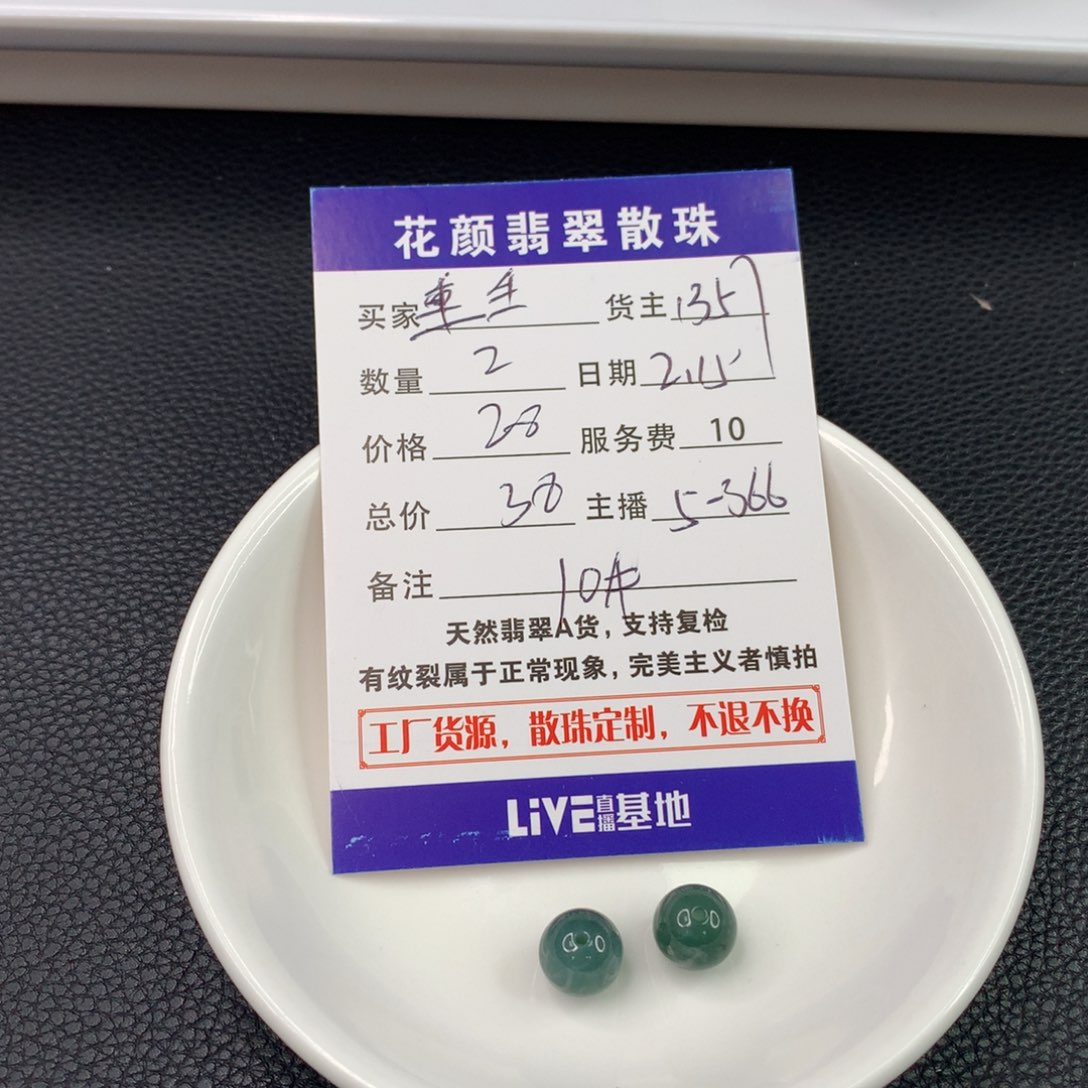 花颜翡翠散珠
买家 重生 货主 135
数量 2 日期 2.15
价格 28 服务费 10
总价 38 主播 5-366
备注 10A
天然翡翠A货，支持复检
有纹裂属于正常现象，完美主义者慎拍
工厂货源，散珠定制，不退不换
LiVE直播基地